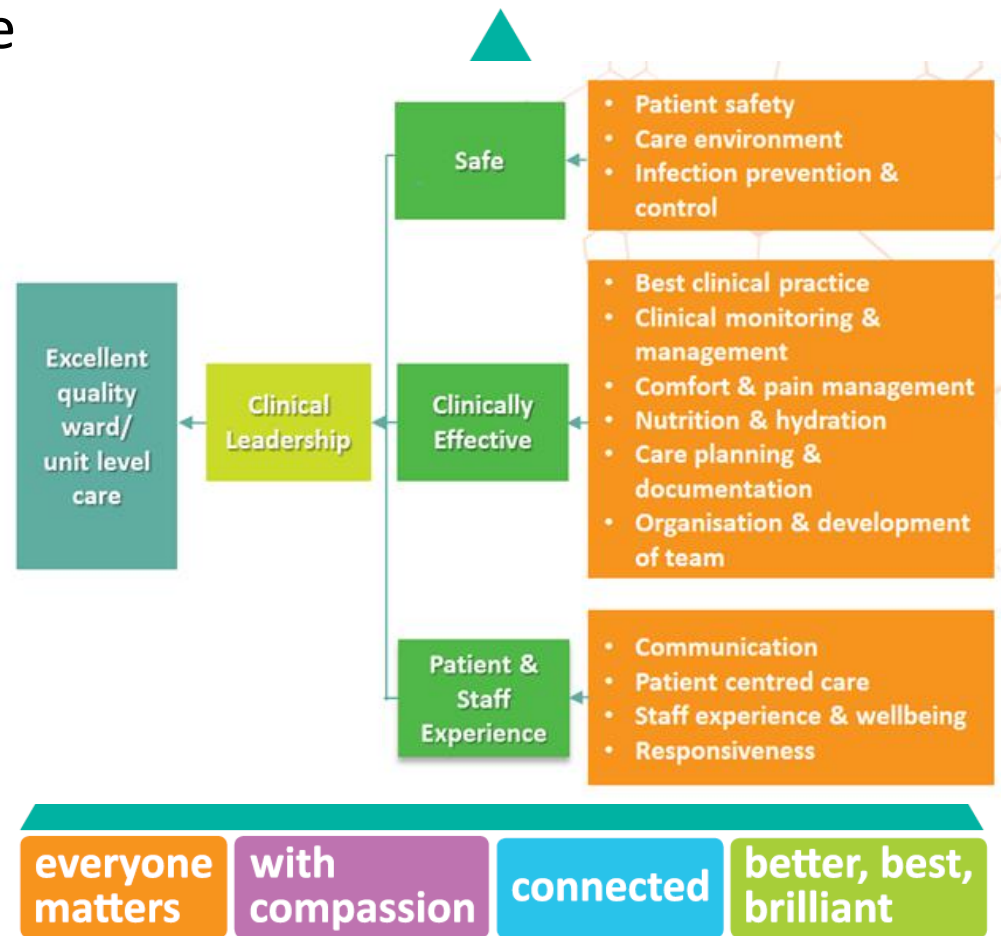 e
Safe
• Patient safety
• Care environment
• Infection prevention &
control
Excellent
quality
ward/
unit level
care
Clinical
Leadership
Clinically
Effective
• Best clinical practice
• Clinical monitoring &
management
• Comfort & pain management
• Nutrition & hydration
• Care planning &
documentation
• Organisation & development
of team
Patient &
Staff
Experience
• Communication
• Patient centred care
• Staff experience & wellbeing
• Responsiveness
everyone
matters
with
compassion
connected
better, best,
brilliant